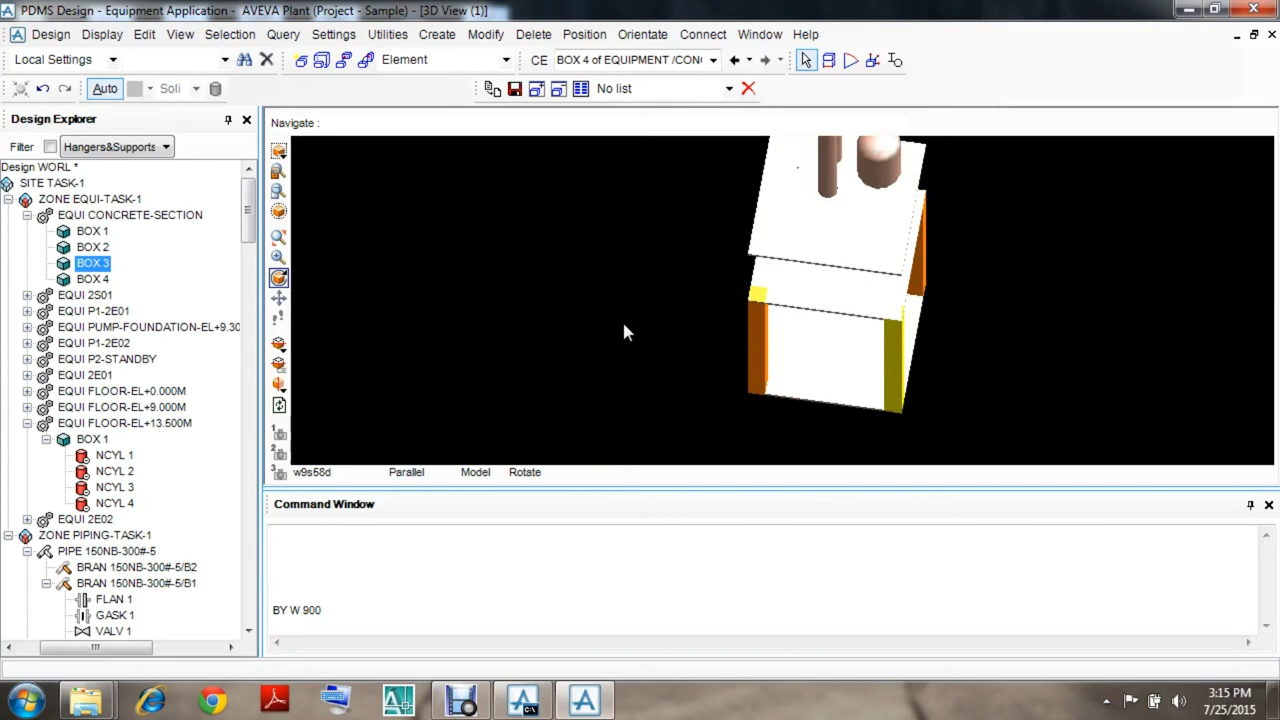 PDMS Design - Equipment Application - AVEVA Plant (Project - Sample) - [3D View (1)]
Design Display Edit View Selection Query Settings Utilities Create Modify Delete Position Orientate Connect Window Help
Local Settings Element CE BOX 4 of EQUIPMENT /CON
Auto Soli No list
Design Explorer
Navigate :
Filter Hangers&Supports
Design WORL *
SITE TASK-1
ZONE EQUI-TASK-1
EQUI CONCRETE-SECTION
BOX 1
BOX 2
BOX 3
BOX 4
EQUI 2S01
EQUI P1-2E01
EQUI PUMP-FOUNDATION-EL+9.30
EQUI P1-2E02
EQUI P2-STANDBY
EQUI 2E01
EQUI FLOOR-EL+0.000M
EQUI FLOOR-EL+9.000M
EQUI FLOOR-EL+13.500M
BOX 1
NCYL 1
NCYL 2
NCYL 3
NCYL 4
EQUI 2E02
ZONE PIPING-TASK-1
PIPE 150NB-300#-5
BRAN 150NB-300#-5/B2
BRAN 150NB-300#-5/B1
FLAN 1
GASK 1
VALV 1
CE
1
2
3
w9s58d Parallel Model Rotate
Command Window
BY W 900
C:\
3:15 PM
7/25/2015